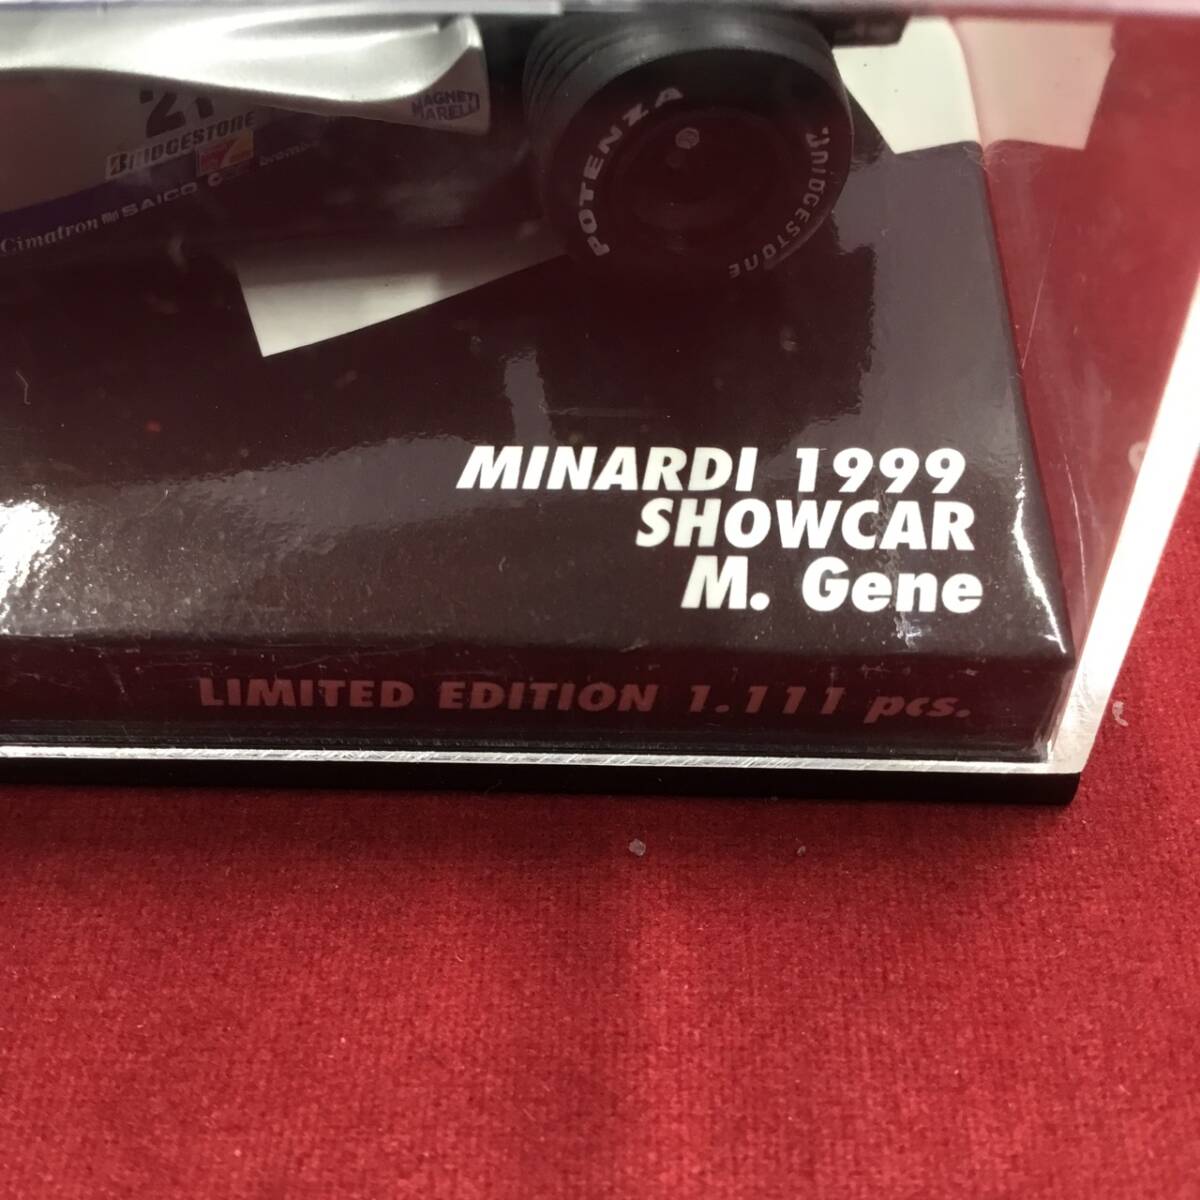 21
MAGNETI
MARELLI
BRIDGESTONE
Cimatron SAICO
POTENZA
BRIDGESTONE
MINARDI 1999
SHOWCAR
M. Gene
LIMITED EDITION 1.111 pcs.